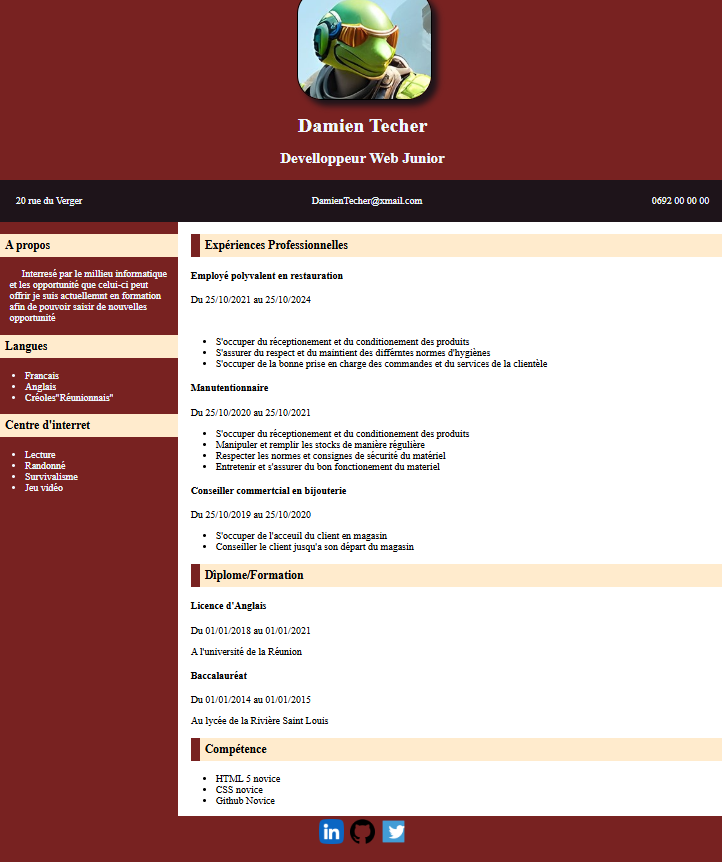 Damien Techer
Develloppeur Web Junior
20 rue du Verger
DamienTecher@xmail.com
0692 00 00 00
A propos
Interresé par le millieu informatique
et les opportunité que celui-ci peut
offrir je suis actuellemnt en formation
afin de pouvoir saisir de nouvelles
opportunité
Langues
Francais
Anglais
Créoles"Réunionnais"
Centre d'interret
Lecture
Randonné
Survivalisme
Jeu vidéo
Expériences Professionnelles
Employé polyvalent en restauration
Du 25/10/2021 au 25/10/2024
S'occuper du réceptionement et du conditionement des produits
S'assurer du respect et du maintient des différntes normes d'hygiènes
S'occuper de la bonne prise en charge des commandes et du services de la clientèle
Manutentionnaire
Du 25/10/2020 au 25/10/2021
S'occuper du réceptionement et du conditionement des produits
Manipuler et remplir les stocks de manière régulière
Respecter les normes et consignes de sécurité du matériel
Entretenir et s'assurer du bon fonctionement du materiel
Conseiller commertcial en bijouterie
Du 25/10/2019 au 25/10/2020
S'occuper de l'acceuil du client en magasin
Conseiller le client jusqu'a son départ du magasin
Diplome/Formation
Licence d'Anglais
Du 01/01/2018 au 01/01/2021
A l'université de la Réunion
Baccalauréat
Du 01/01/2014 au 01/01/2015
Au lycée de la Rivière Saint Louis
Compétence
HTML 5 novice
CSS novice
Github Novice
in